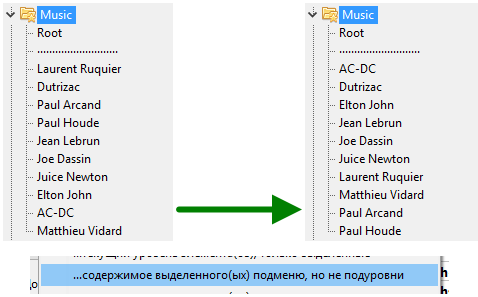 Music
Root
Laurent Ruquier
Dutrizac
Paul Arcand
Paul Houde
Jean Lebrun
Joe Dassin
Juice Newton
Elton John
AC-DC
Matthieu Vidard
Music
Root
AC-DC
Dutrizac
Elton John
Jean Lebrun
Joe Dassin
Juice Newton
Laurent Ruquier
Matthieu Vidard
Paul Arcand
Paul Houde
...содержимое выделенного(ых) подменю, но не подуровни